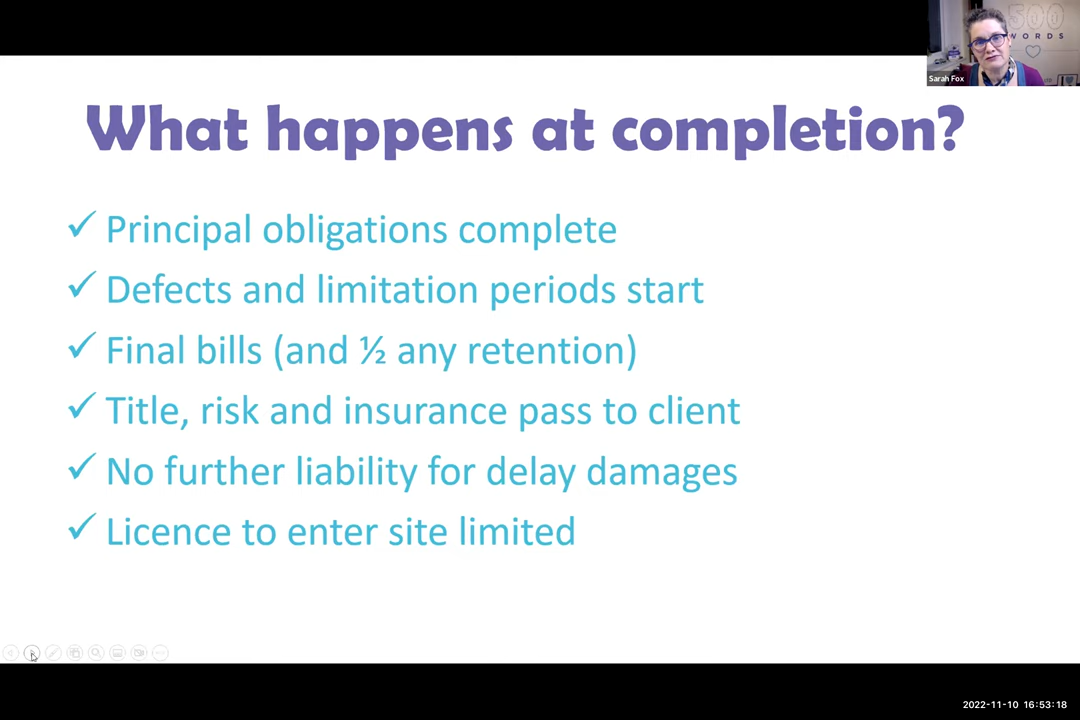 500
WORDS
Sarah Fox
What happens at completion?
✓ Principal obligations complete
✓ Defects and limitation periods start
✓ Final bills (and ½ any retention)
✓ Title, risk and insurance pass to client
✓ No further liability for delay damages
✓ Licence to enter site limited
2022-11-10 16:53:18